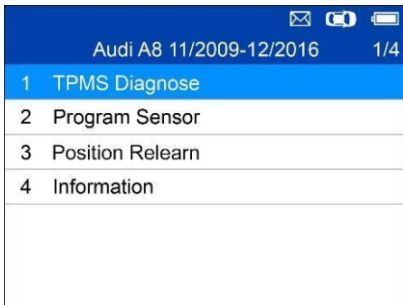 Audi A8 11/2009-12/2016 1/4
1 TPMS Diagnose
2 Program Sensor
3 Position Relearn
4 Information